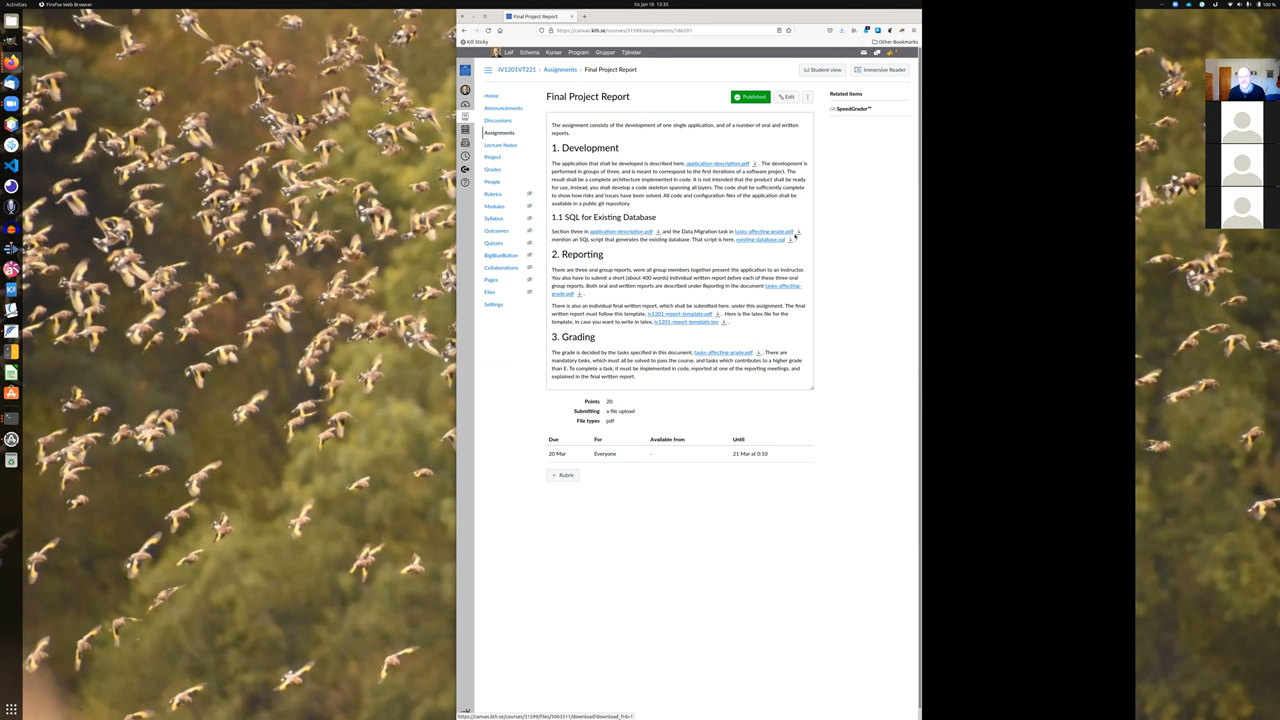 Activities
Firefox Web Browser
tis jan 18 13:35
100 %
Final Project Report
https://canvas.kth.se/courses/31599/assignments/186201
Kill Sticky
Other Bookmarks
Leif Schema Kurser Program Grupper Tjänster
IV1201VT221 › Assignments › Final Project Report
Student view
Immersive Reader
Home
Announcements
Discussions
Assignments
Lecture Notes
Project
Grades
People
Rubrics
Modules
Syllabus
Outcomes
Quizzes
BigBlueButton
Collaborations
Pages
Files
Settings
Final Project Report
Published
Edit
Related Items
SpeedGrader™
The assignment consists of the development of one single application, and of a number of oral and written
reports.
1. Development
The application that shall be developed is described here, application-description.pdf . The development is
performed in groups of three, and is meant to correspond to the first iterations of a software project. The
result shall be a complete architecture implemented in code. It is not intended that the product shall be ready
for use, instead, you shall develop a code skeleton spanning all layers. The code shall be sufficiently complete
to show how risks and issues have been solved. All code and configuration files of the application shall be
available in a public git repository.
1.1 SQL for Existing Database
Section three in application-description.pdf and the Data Migration task in tasks-affecting-grade.pdf
mention an SQL script that generates the existing database. That script is here, existing-database.sql
2. Reporting
There are three oral group reports, were all group members together present the application to an instructor.
You also have to submit a short (about 400 words) individual written report before each of these three oral
group reports. Both oral and written reports are described under Reporting in the document tasks-affecting-
grade.pdf .
There is also an individual final written report, which shall be submitted here, under this assignment. The final
written report must follow this template, iv1201-report-template.pdf . Here is the latex file for the
template, in case you want to write in latex, iv1201-report-template.tex .
3. Grading
The grade is decided by the tasks specified in this document, tasks-affecting-grade.pdf . There are
mandatory tasks, which must all be solved to pass the course, and tasks which contributes to a higher grade
than E. To complete a task, it must be implemented in code, reported at one of the reporting meetings, and
explained in the final written report.
Points 20
Submitting a file upload
File types pdf
Due For Available from Until
20 Mar Everyone - 21 Mar at 0:10
+ Rubric
https://canvas.kth.se/courses/31599/files/5063511/download?download_frd=1